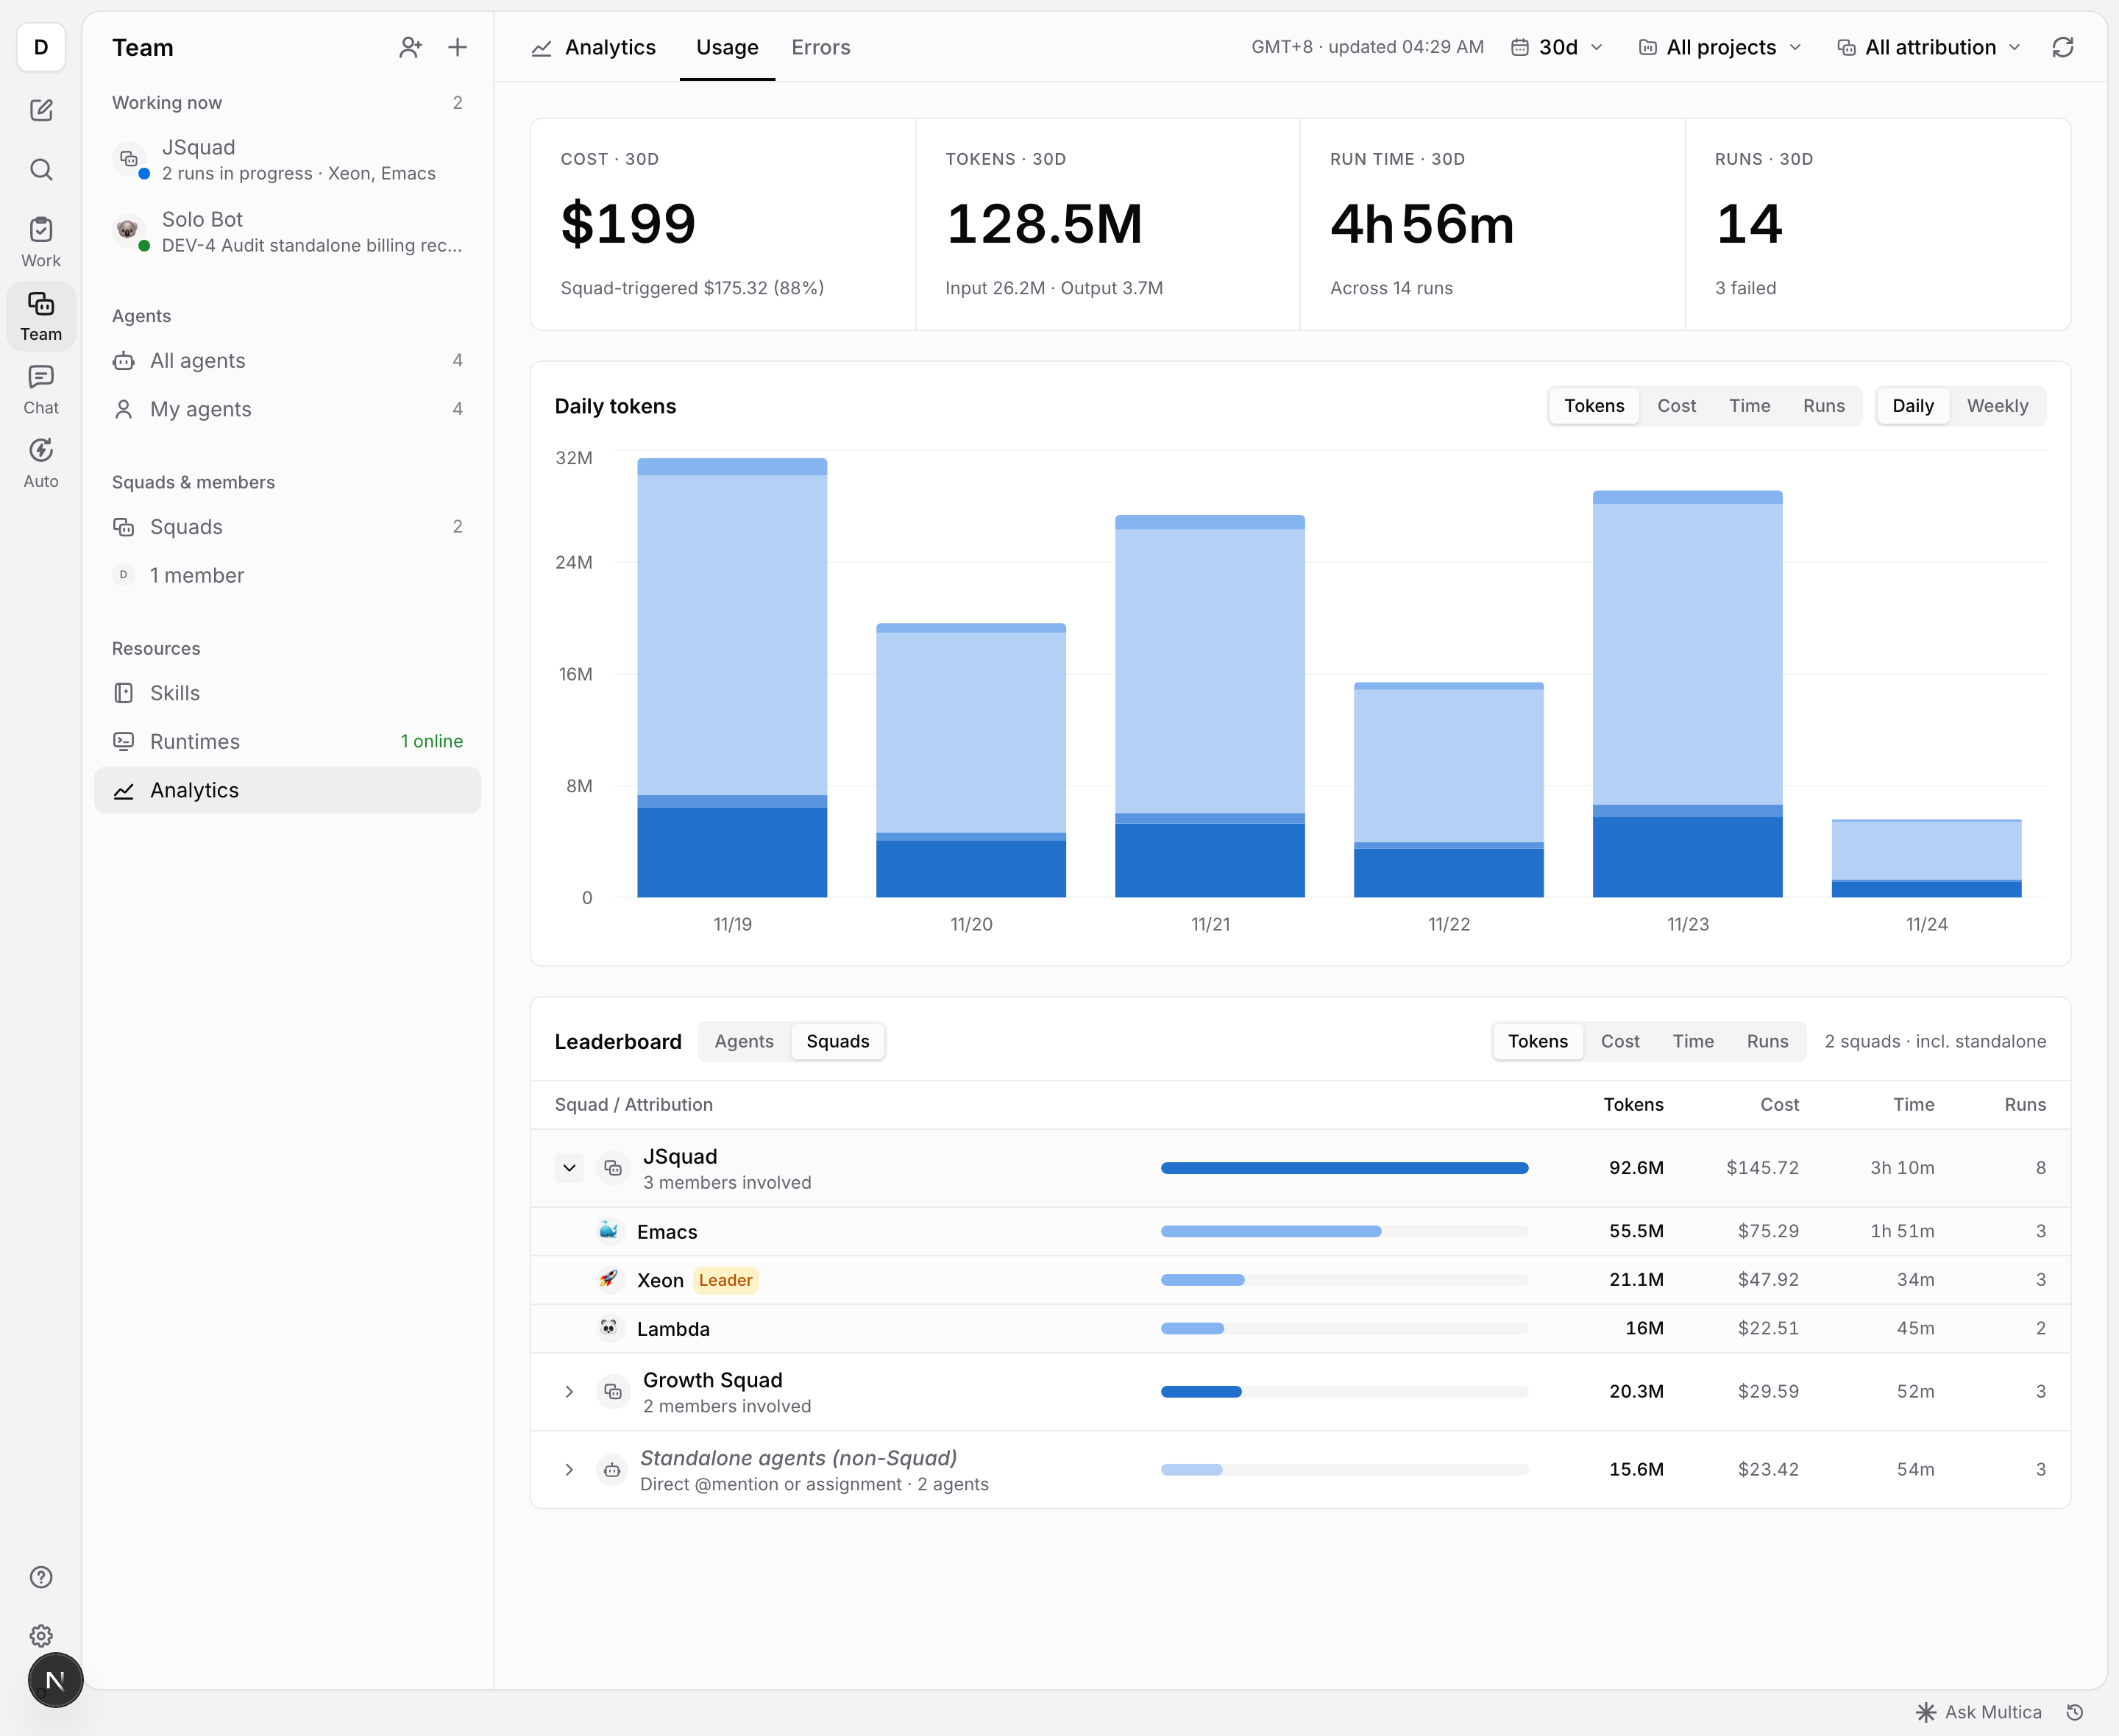 D
Work
Team
Chat
Auto
Team
Working now 2
JSquad
2 runs in progress · Xeon, Emacs
Solo Bot
DEV-4 Audit standalone billing rec...
Agents
All agents 4
My agents 4
Squads & members
Squads 2
D 1 member
Resources
Skills
Runtimes 1 online
Analytics
N
Analytics Usage Errors GMT+8 · updated 04:29 AM 30d All projects All attribution
COST · 30D
$199
Squad-triggered $175.32 (88%)
TOKENS · 30D
128.5M
Input 26.2M · Output 3.7M
RUN TIME · 30D
4h 56m
Across 14 runs
RUNS · 30D
14
3 failed
Daily tokens Tokens Cost Time Runs Daily Weekly
32M
24M
16M
8M
0
11/19 11/20 11/21 11/22 11/23 11/24
Leaderboard Agents Squads Tokens Cost Time Runs 2 squads · incl. standalone
Squad / Attribution Tokens Cost Time Runs
JSquad
3 members involved
92.6M $145.72 3h 10m 8
Emacs 55.5M $75.29 1h 51m 3
Xeon Leader 21.1M $47.92 34m 3
Lambda 16M $22.51 45m 2
Growth Squad
2 members involved
20.3M $29.59 52m 3
Standalone agents (non-Squad)
Direct @mention or assignment · 2 agents
15.6M $23.42 54m 3
Ask Multica